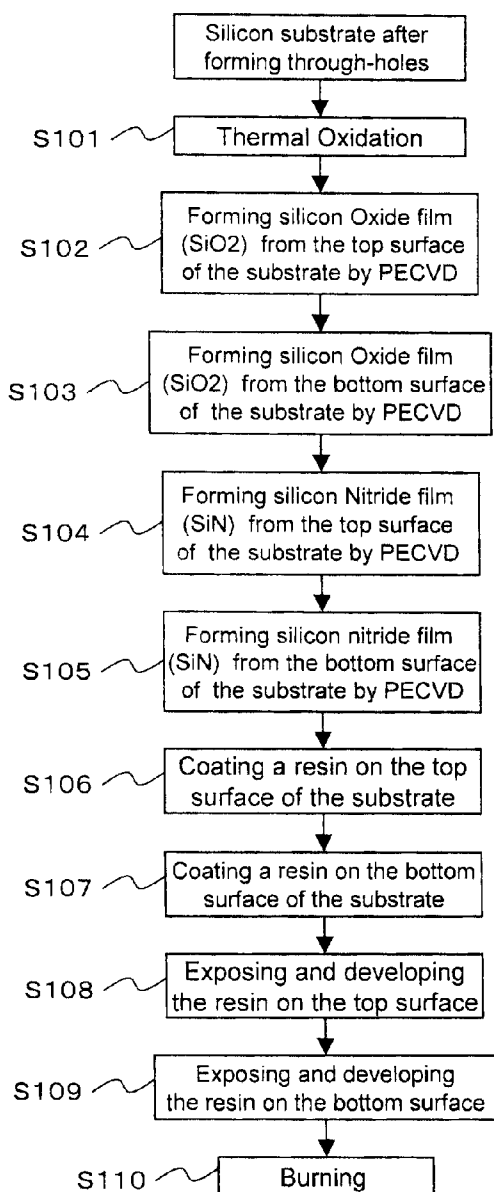 Silicon substrate after
forming through-holes
S101
Thermal Oxidation
S102
Forming silicon Oxide film
(SiO2) from the top surface
of the substrate by PECVD
S103
Forming silicon Oxide film
(SiO2) from the bottom surface
of the substrate by PECVD
S104
Forming silicon Nitride film
(SiN) from the top surface
of the substrate by PECVD
S105
Forming silicon nitride film
(SiN) from the bottom surface
of the substrate by PECVD
S106
Coating a resin on the top
surface of the substrate
S107
Coating a resin on the bottom
surface of the substrate
S108
Exposing and developing
the resin on the top surface
S109
Exposing and developing
the resin on the bottom surface
S110
Burning